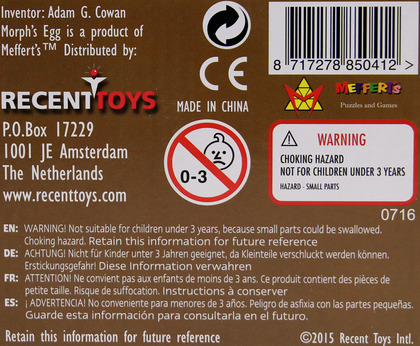 Inventor: Adam G. Cowan
Morph's Egg is a product of
Meffert's™ Distributed by:
RECENTTOYS
P.O.Box 17229
1001 JE Amsterdam
The Netherlands
www.recenttoys.com
CE
MADE IN CHINA
0-3
8 717278 850412 >
MEFFERT'S
Puzzles and Games
WARNING
CHOKING HAZARD
NOT FOR CHILDREN UNDER 3 YEARS
HAZARD - SMALL PARTS
0716
EN: WARNING! Not suitable for children under 3 years, because small parts could be swallowed.
Choking hazard. Retain this information for future reference
DE: ACHTUNG! Nicht für Kinder unter 3 Jahren geeignet, da Kleinteile verschluckt werden können.
Erstickungsgefahr! Diese Information verwahren
FR: ATTENTION! Ne convient pas aux enfants de moins de 3 ans. Ce produit contient des pièces de
petite taille. Risque de suffocation. Instructions à conserver
ES: ¡ ADVERTENCIA! No conveniente para menores de 3 años. Peligro de asfixia con las partes pequeñas.
Guarde esta información para consultarla en el futuro.
Retain this information for future reference
©2015 Recent Toys Intl.